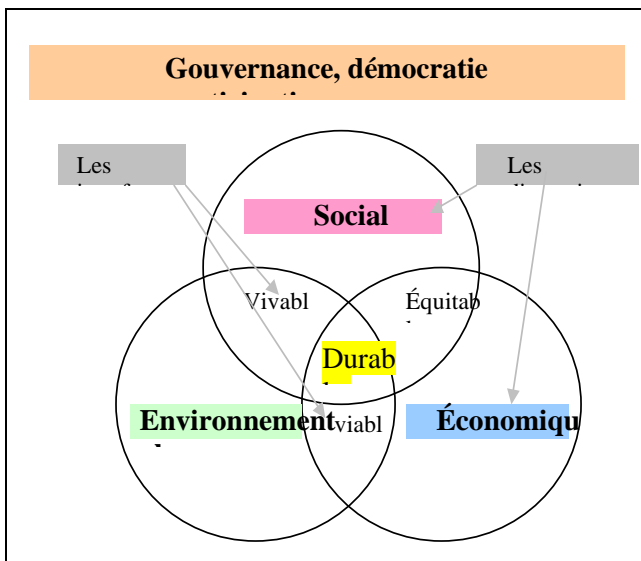 Gouvernance, démocratie
Les
Les
Social
Vivabl
Équitab
Durab
Environnement
viabl
Économiqu